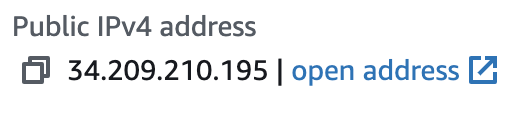 Public IPv4 address
34.209.210.195 | open address